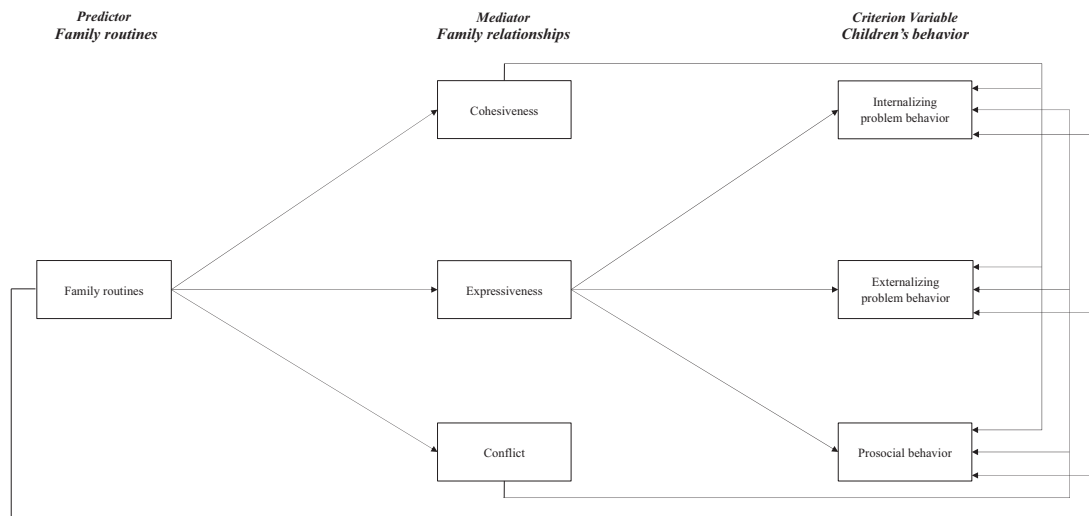 Predictor
Family routines
Mediator
Family relationships
Criterion Variable
Children's behavior
Cohesiveness
Internalizing
problem behavior
Family routines
Expressiveness
Externalizing
problem behavior
Conflict
Prosocial behavior